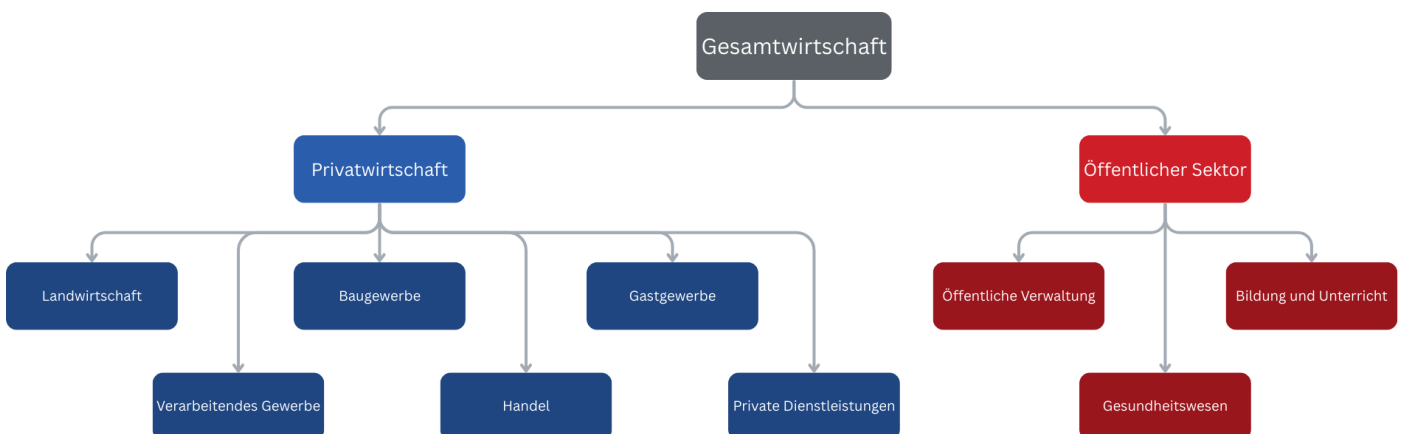 Gesamtwirtschaft
Privatwirtschaft
Öffentlicher Sektor
Landwirtschaft
Baugewerbe
Gastgewerbe
Öffentliche Verwaltung
Bildung und Unterricht
Verarbeitendes Gewerbe
Handel
Private Dienstleistungen
Gesundheitswesen